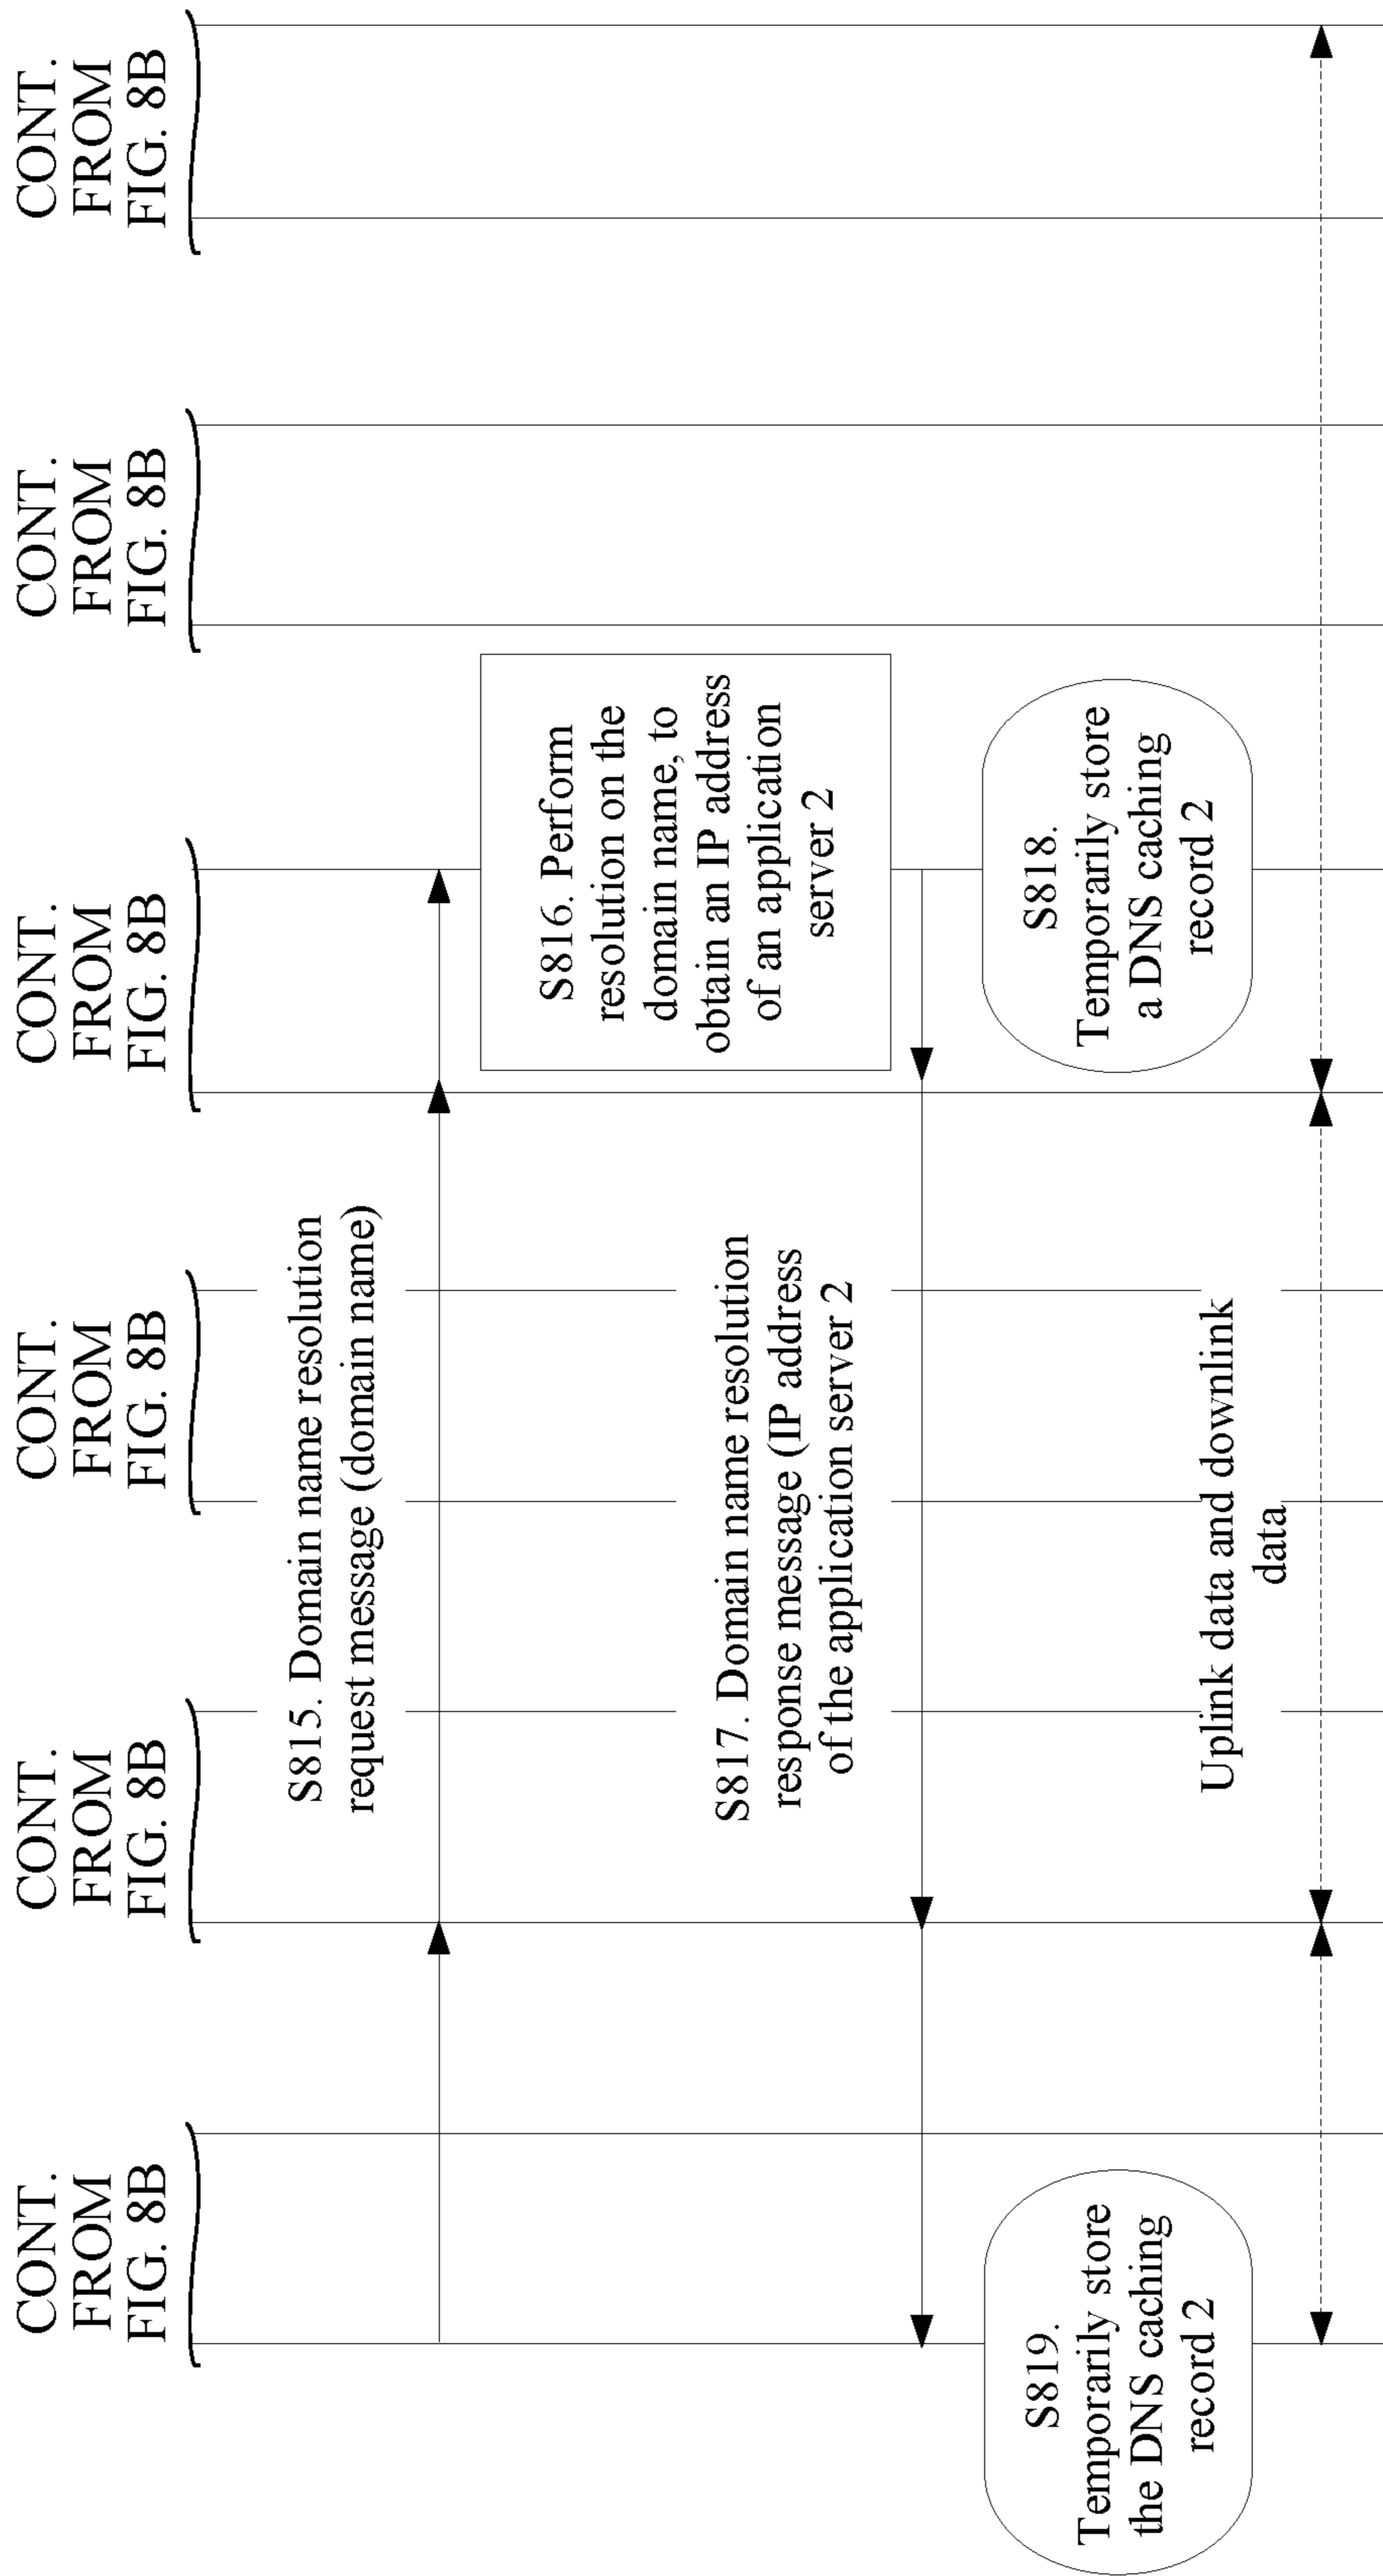 CONT.
FROM
FIG. 8B
CONT.
FROM
FIG. 8B
CONT.
FROM
FIG. 8B
CONT.
FROM
FIG. 8B
CONT.
FROM
FIG. 8B
CONT.
FROM
FIG. 8B
S815. Domain name resolution
request message (domain name)
S816. Perform
resolution on the
domain name, to
obtain an IP address
of an application
server 2
S817. Domain name resolution
response message (IP address
of the application server 2
S819.
Temporarily store
the DNS caching
record 2
S818.
Temporarily store
a DNS caching
record 2
Uplink data and downlink
data